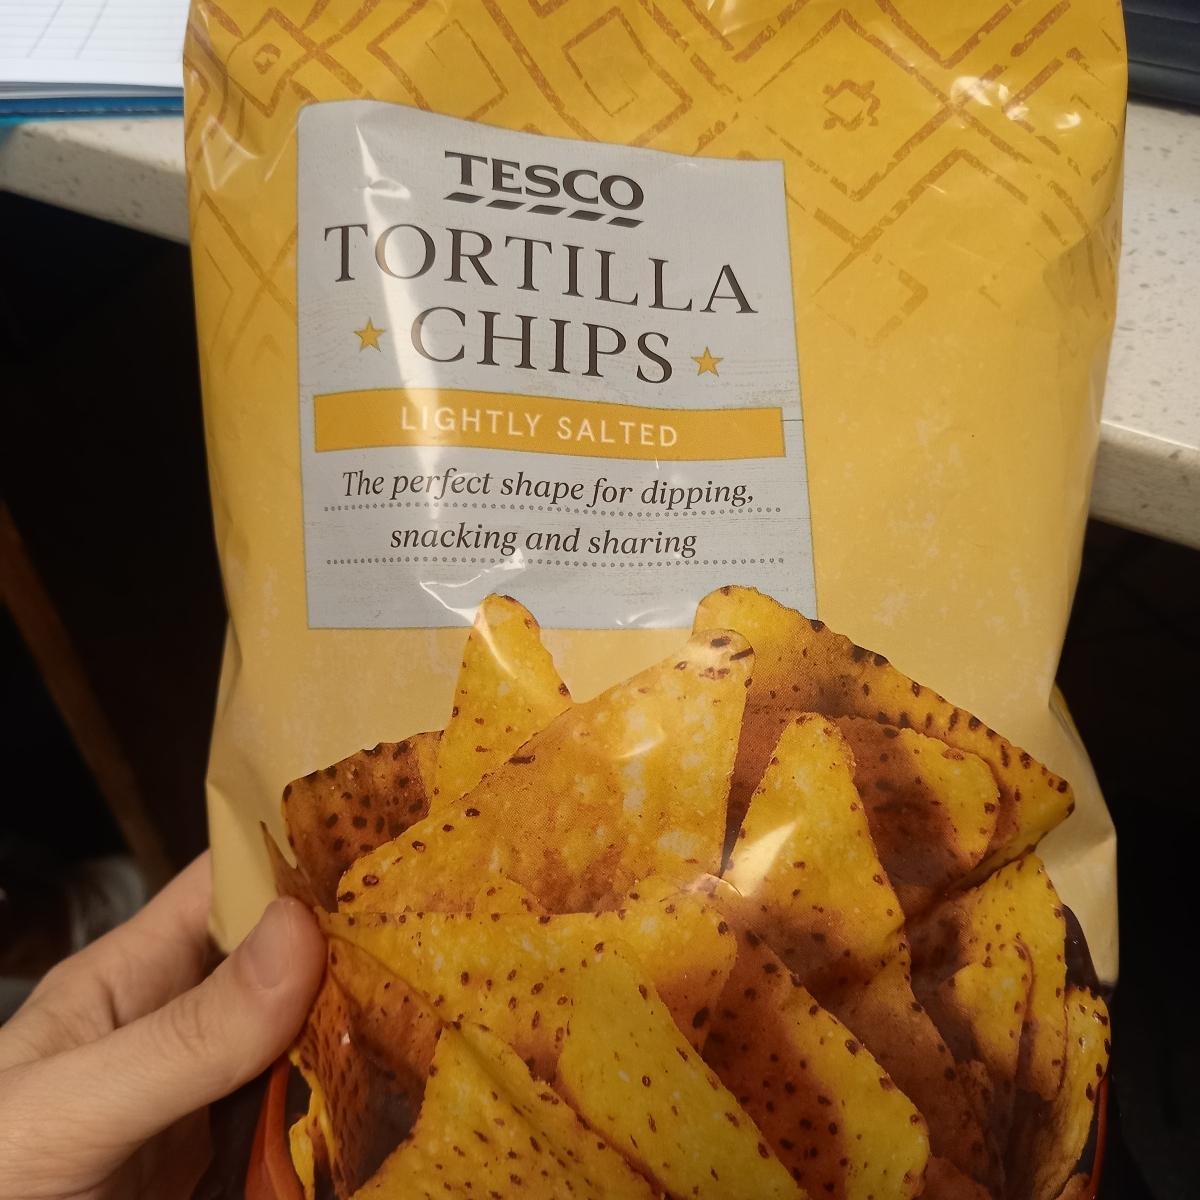 TESCO
TORTILLA
CHIPS
LIGHTLY SALTED
The perfect shape for dipping,
snacking and sharing